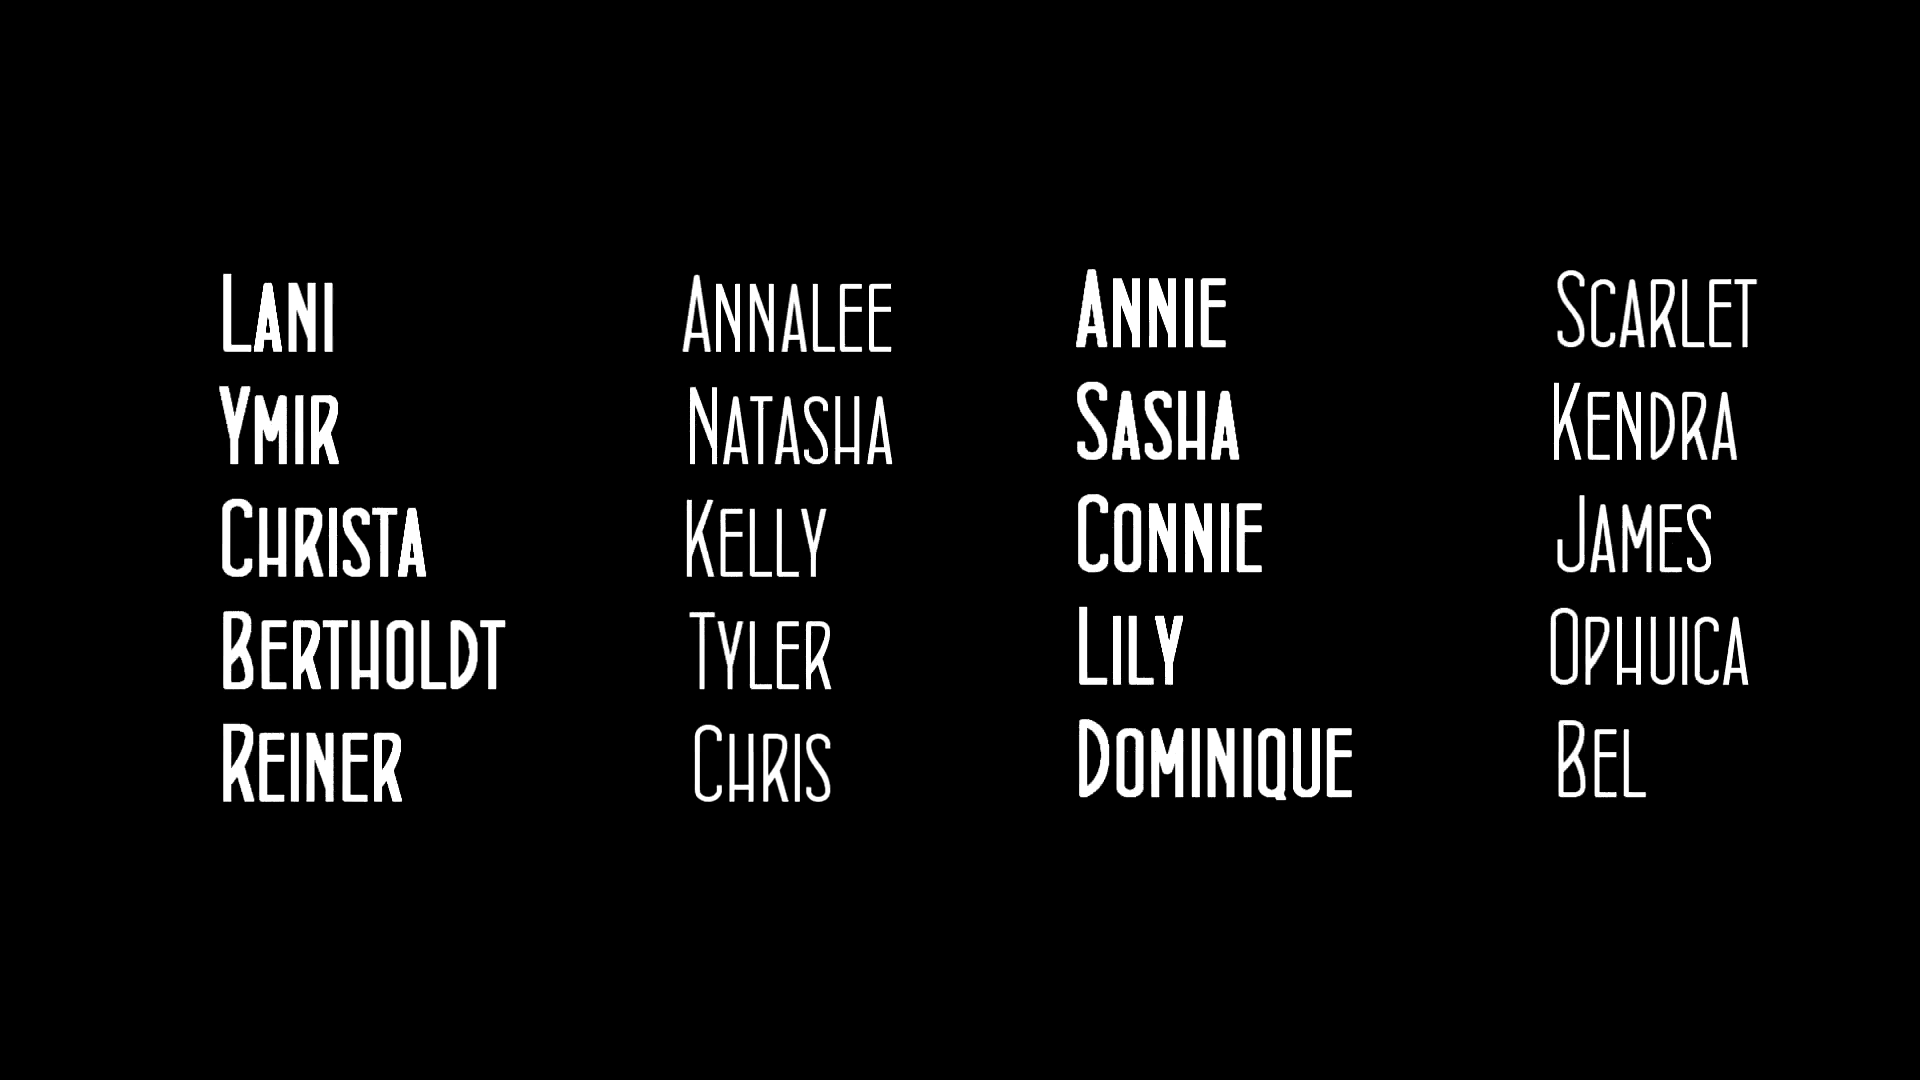 Lani Annalee Annie Scarlet
Ymir Natasha Sasha Kendra
Christa Kelly Connie James
Bertholdt Tyler Lily Ophuica
Reiner Chris Dominique Bel